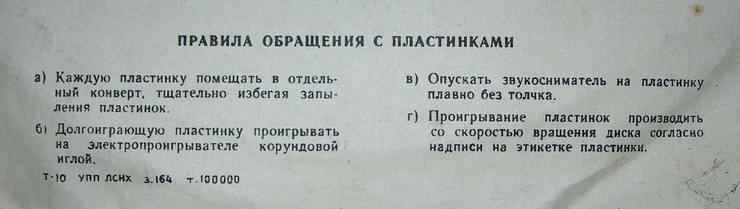 ПРАВИЛА ОБРАЩЕНИЯ С ПЛАСТИНКАМИ
а) Каждую пластинку помещать в отдель-
ный конверт, тщательно избегая запы-
ления пластинок.
б) Долгоиграющую пластинку проигрывать
на электропроигрывателе корундовой
иглой.
в) Опускать звукосниматель на пластинку
плавно без толчка.
г) Проигрывание пластинок производить
со скоростью вращения диска согласно
надписи на этикетке пластинки.
Т-10 УПП ЛСНХ з.164 т.100000